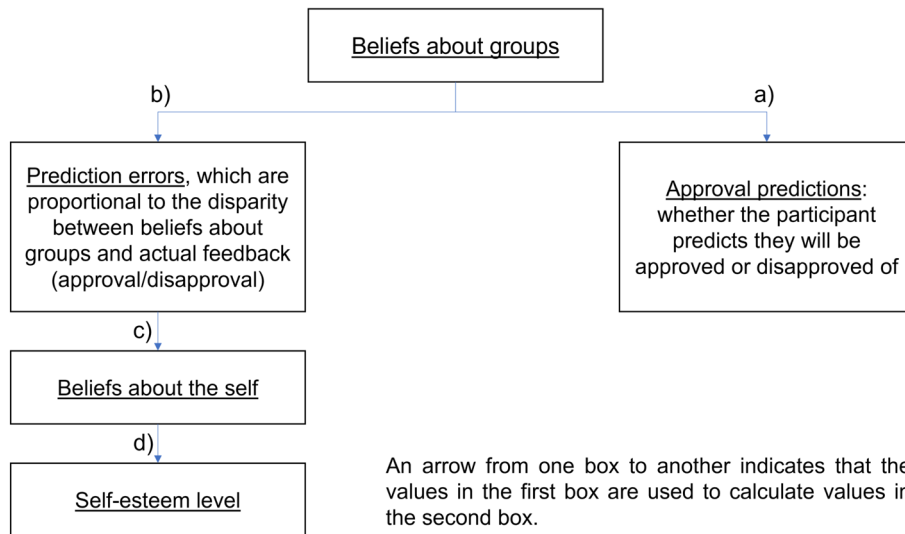 Beliefs about groups
b)
a)
Prediction errors, which are
proportional to the disparity
between beliefs about
groups and actual feedback
(approval/disapproval)
Approval predictions:
whether the participant
predicts they will be
approved or disapproved of
c)
Beliefs about the self
d)
Self-esteem level
An arrow from one box to another indicates that the
values in the first box are used to calculate values in
the second box.